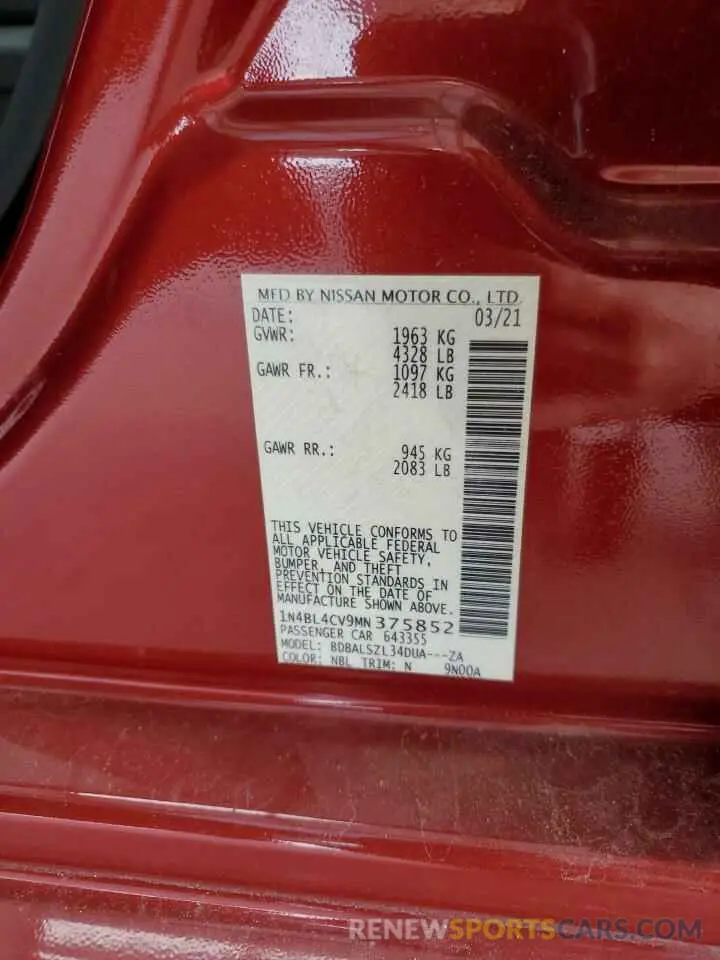 MFD BY NISSAN MOTOR CO., LTD.
DATE: 03/21
GVWR: 1963 KG
4328 LB
GAWR FR.: 1097 KG
2418 LB
GAWR RR.: 945 KG
2083 LB
THIS VEHICLE CONFORMS TO
ALL APPLICABLE FEDERAL
MOTOR VEHICLE SAFETY,
BUMPER, AND THEFT
PREVENTION STANDARDS IN
EFFECT ON THE DATE OF
MANUFACTURE SHOWN ABOVE.
1N4BL4CV9MN375852
PASSENGER CAR 643355
MODEL: BDBALSZL34DUA---ZA
COLOR: NBL TRIM: N 9N00A
RENEWSPORTSCARS.COM